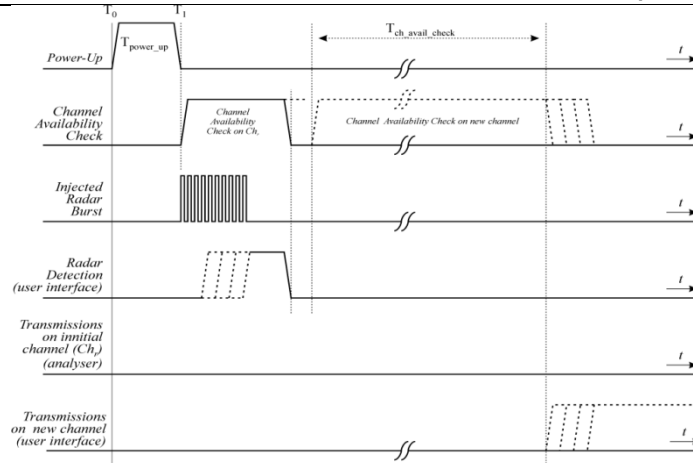 T0 T1
Tpower_up
Tch_avail_check
t
Power-Up
Channel
Availability
Check
Channel
Availability
Check on Chr
Channel Availability Check on new channel
t
Injected
Radar
Burst
t
Radar
Detection
(user interface)
t
Transmissions
on innitial
channel (Chr)
(analyser)
t
Transmissions
on new channel
(user interface)
t